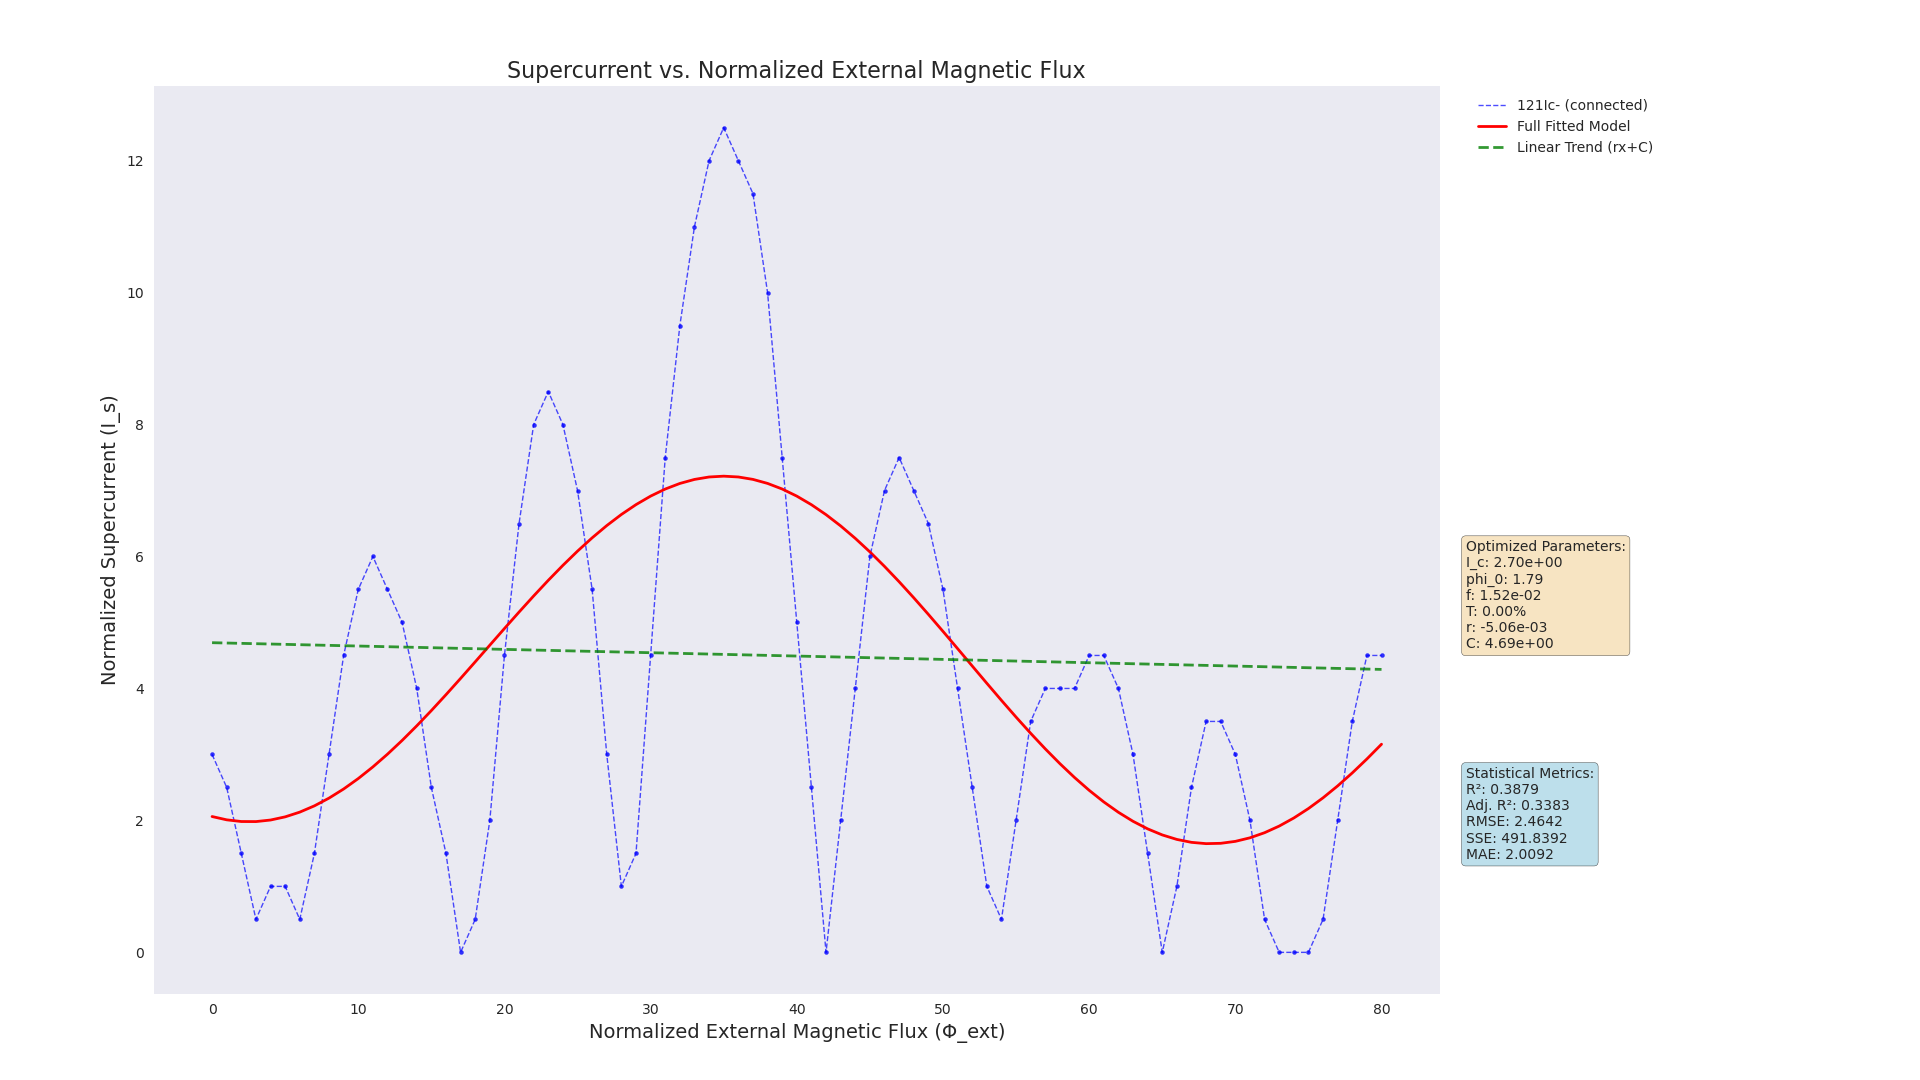 Supercurrent vs. Normalized External Magnetic Flux
121Ic- (connected)
Full Fitted Model
Linear Trend (rx+C)
Normalized Supercurrent (I_s)
12
10
8
6
4
2
0
0 10 20 30 40 50 60 70 80
Normalized External Magnetic Flux (Φ_ext)
Optimized Parameters:
I_c: 2.70e+00
phi_0: 1.79
f: 1.52e-02
T: 0.00%
r: -5.06e-03
C: 4.69e+00
Statistical Metrics:
R²: 0.3879
Adj. R²: 0.3383
RMSE: 2.4642
SSE: 491.8392
MAE: 2.0092